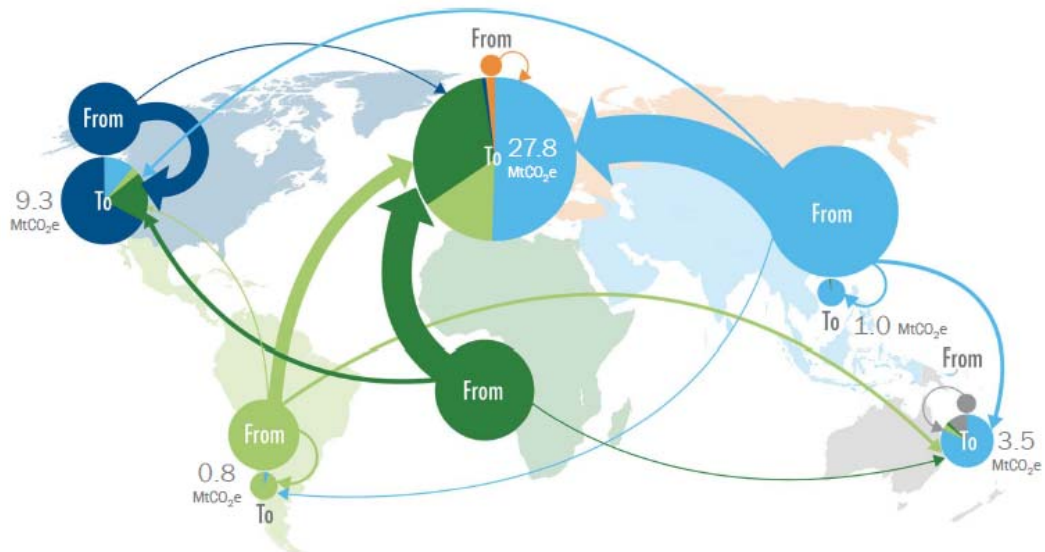 From
From
To
27.8
MtCO₂e
From
9.3
MtCO₂e
To
From
To
1.0 MtCO₂e
From
From
From
To
3.5
MtCO₂e
0.8
MtCO₂e
To